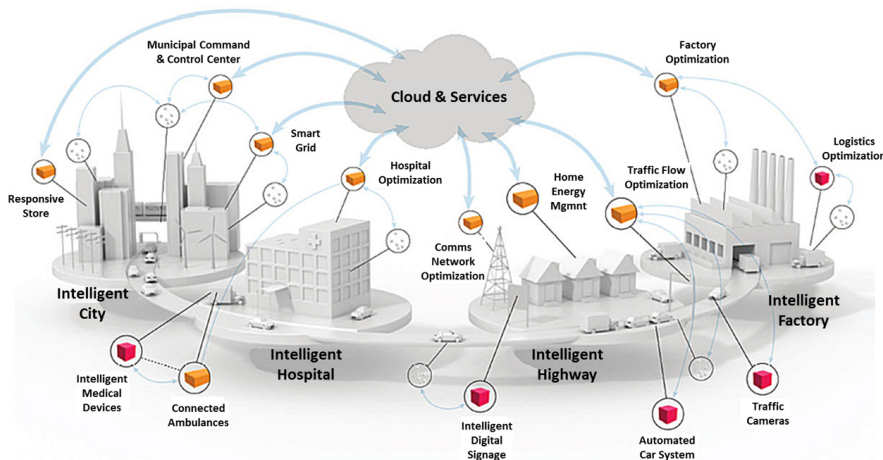 Municipal Command
& Control Center
Cloud & Services
Factory
Optimization
Smart
Grid
Hospital
Optimization
Home
Energy
Mgmnt
Traffic Flow
Optimization
Logistics
Optimization
Responsive
Store
Comms
Network
Optimization
Intelligent
City
Intelligent
Factory
Intelligent
Hospital
Intelligent
Highway
Intelligent
Medical
Devices
Connected
Ambulances
Intelligent
Digital
Signage
Automated
Car System
Traffic
Cameras